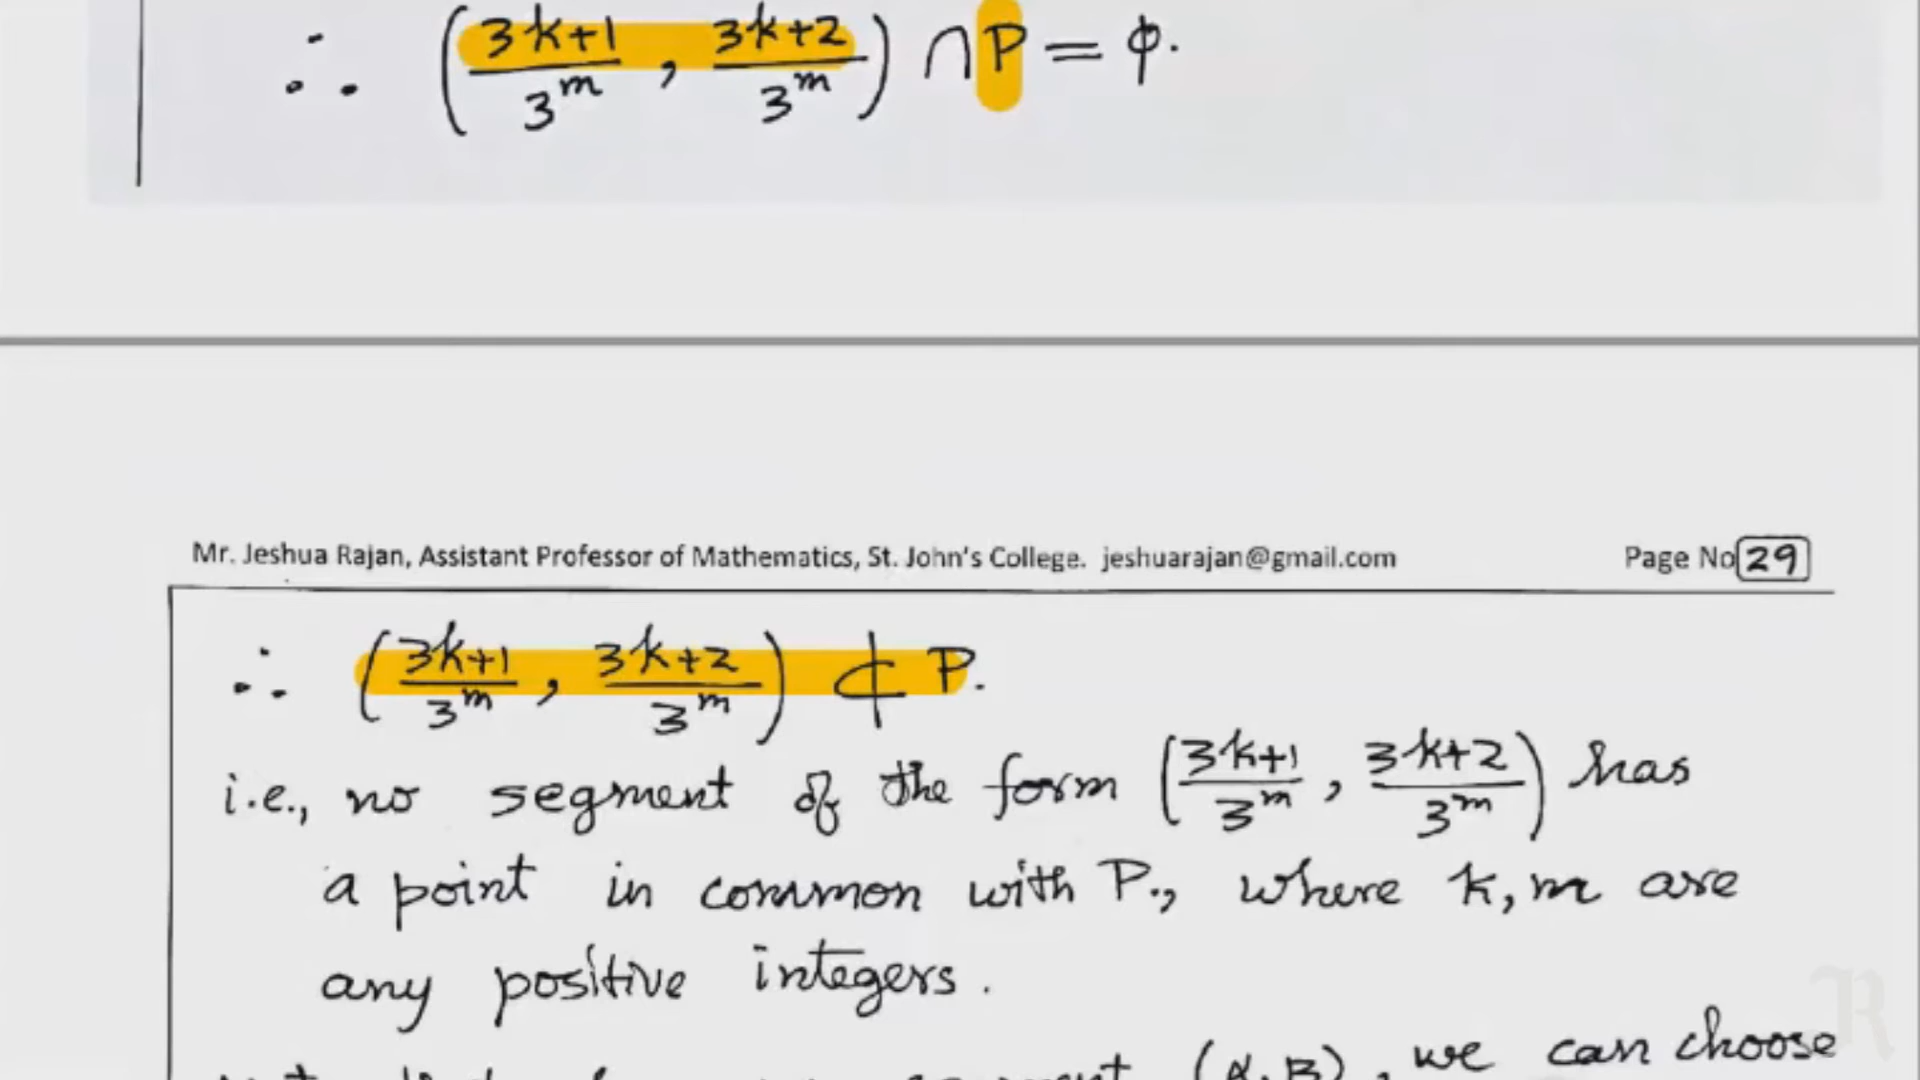 ∴ ( (3k+1)/3^m , (3k+2)/3^m ) ∩ P = ϕ.
Mr. Jeshua Rajan, Assistant Professor of Mathematics, St. John's College. jeshuarajan@gmail.com Page No 29
∴ ( (3k+1)/3^m , (3k+2)/3^m ) ⊄ P.
i.e., no segment of the form ( (3k+1)/3^m , (3k+2)/3^m ) has
a point in common with P., where k, m are
any positive integers.
(α, β), we can choose